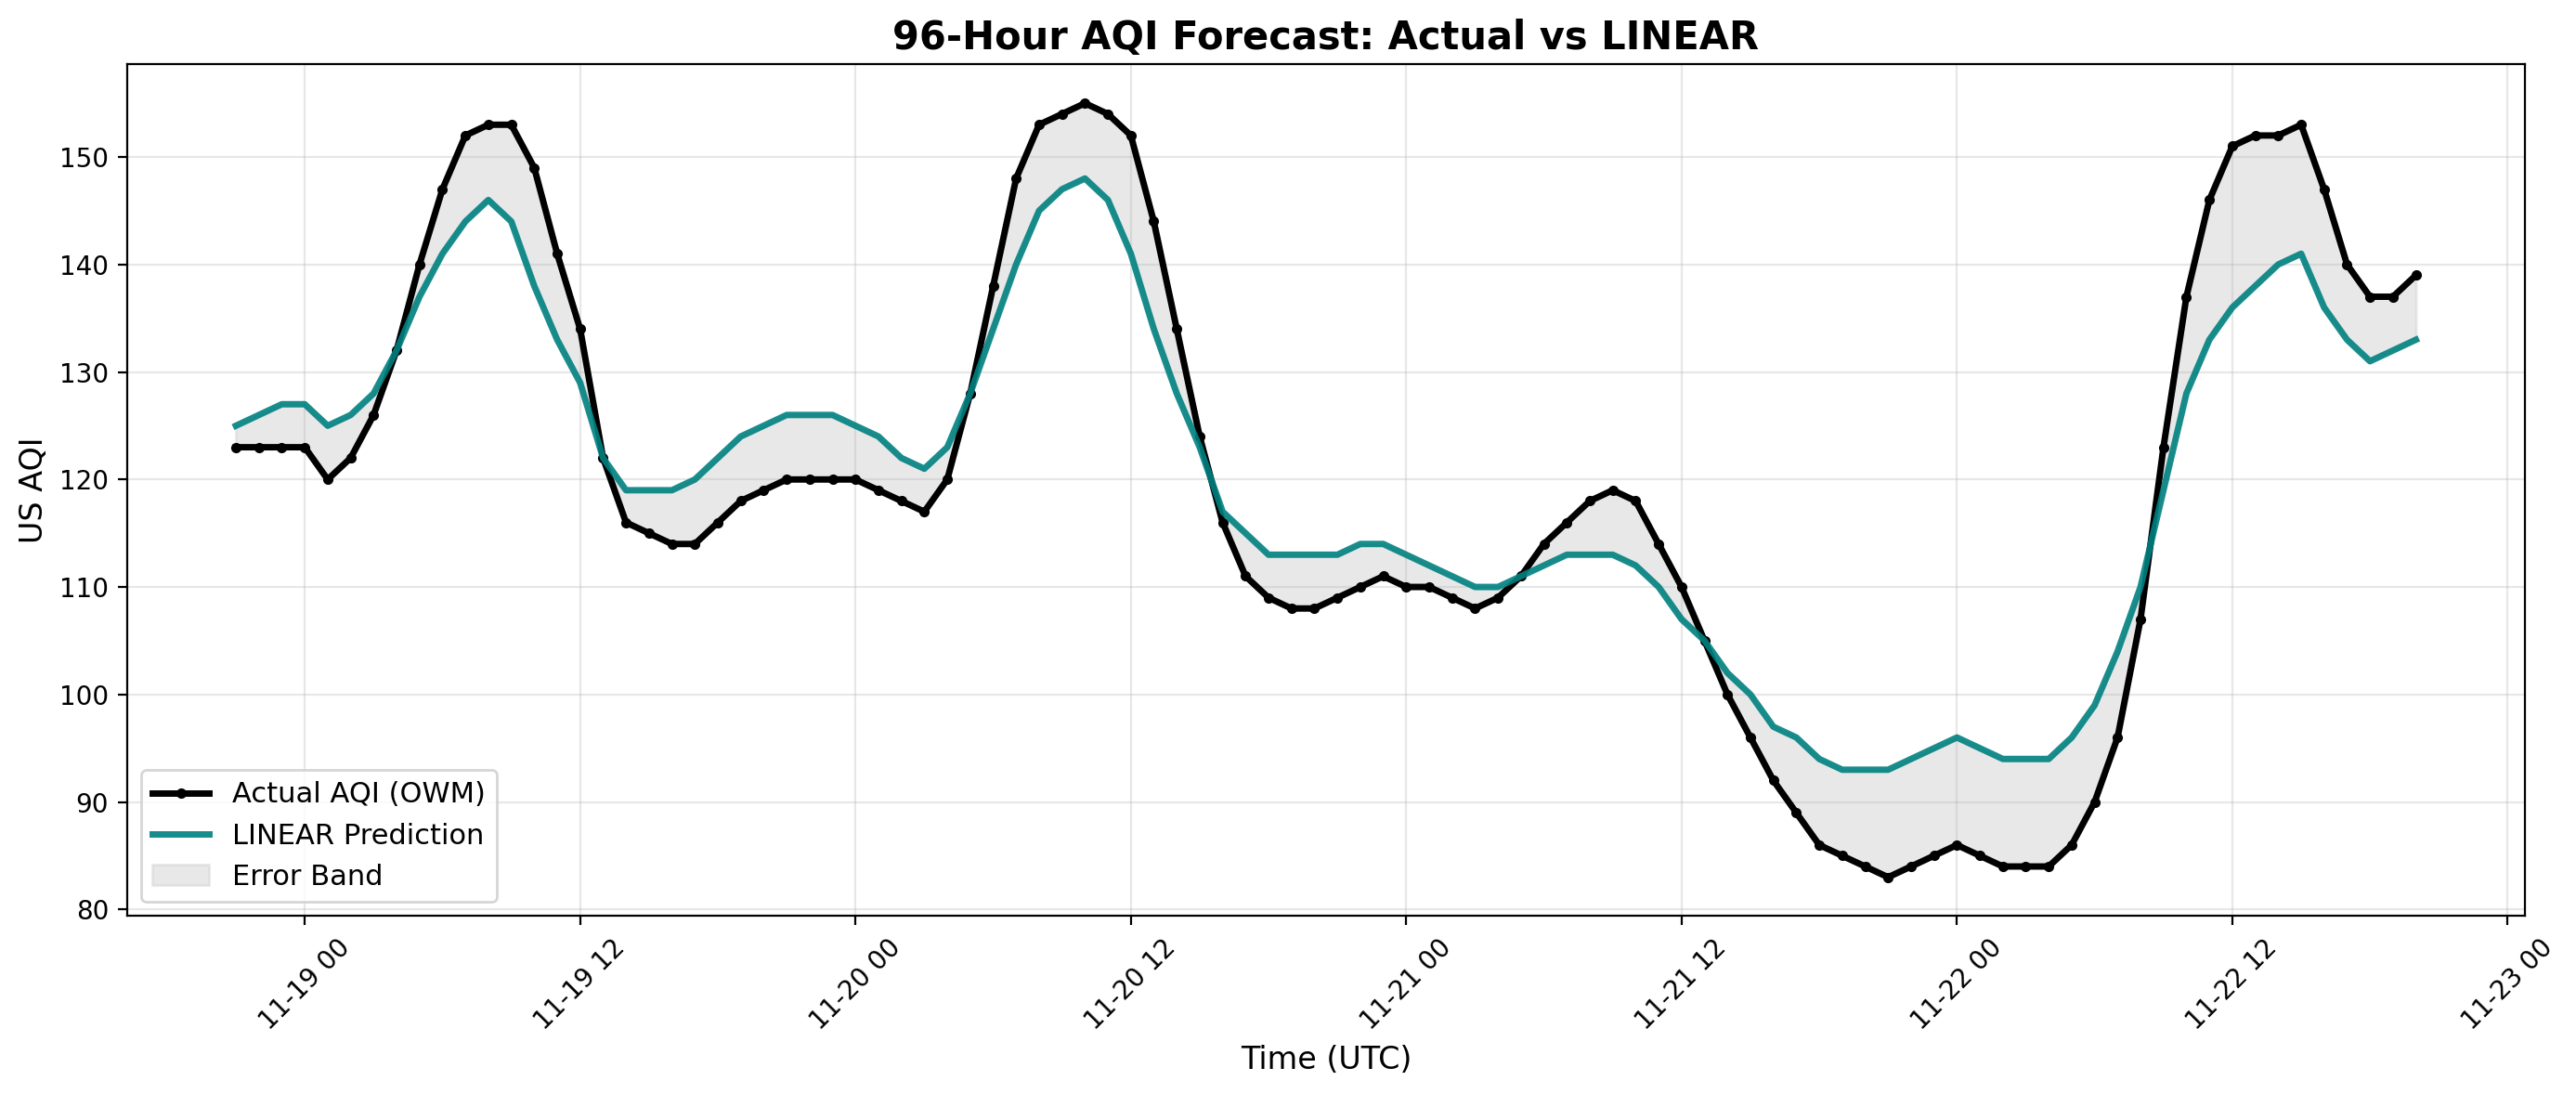 96-Hour AQI Forecast: Actual vs LINEAR
US AQI
150
140
130
120
110
100
90
80
Actual AQI (OWM)
LINEAR Prediction
Error Band
11-19 00
11-19 12
11-20 00
11-20 12
11-21 00
11-21 12
11-22 00
11-22 12
11-23 00
Time (UTC)